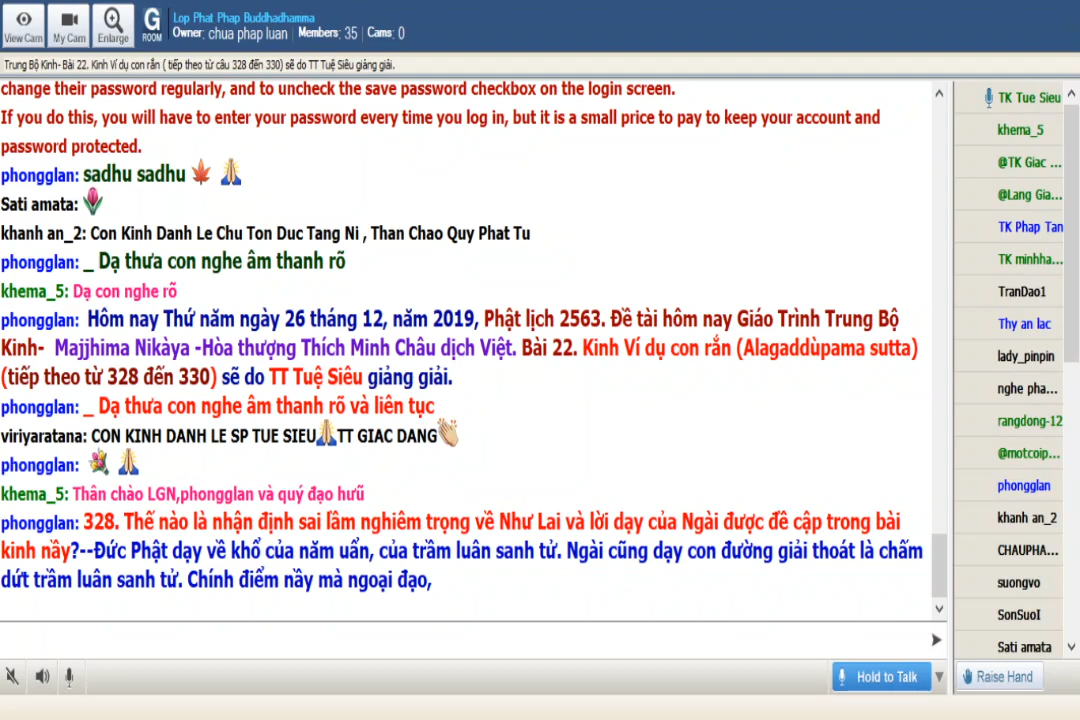 View Cam
My Cam
Enlarge
G
ROOM
Lop Phat Phap Buddhadhamma
Owner: chua phap luan | Members: 35 | Cams: 0
Trung Bộ Kinh- Bài 22. Kinh Ví dụ con rắn ( tiếp theo từ câu 328 đến 330) sẽ do TT Tuệ Siêu giảng giải.
change their password regularly, and to uncheck the save password checkbox on the login screen.
If you do this, you will have to enter your password every time you log in, but it is a small price to pay to keep your account and
password protected.
phongglan: sadhu sadhu 🍁 🙏
Sati amata: 🌷
khanh an_2: Con Kinh Danh Le Chu Ton Duc Tang Ni , Than Chao Quy Phat Tu
phongglan: _ Dạ thưa con nghe âm thanh rõ
khema_5: Dạ con nghe rõ
phongglan: Hôm nay Thứ năm ngày 26 tháng 12, năm 2019, Phật lịch 2563. Đề tài hôm nay Giáo Trình Trung Bộ
Kinh- Majjhima Nikàya -Hòa thượng Thích Minh Châu dịch Việt. Bài 22. Kinh Ví dụ con rắn (Alagaddùpama sutta)
(tiếp theo từ 328 đến 330) sẽ do TT Tuệ Siêu giảng giải.
phongglan: _ Dạ thưa con nghe âm thanh rõ và liên tục
viriyaratana: CON KINH DANH LE SP TUE SIEU🙏TT GIAC DANG👏
phongglan: 💐 🙏
khema_5: Thân chào LGN,phongglan và quý đạo hưũ
phongglan: 328. Thế nào là nhận định sai lầm nghiêm trọng về Như Lai và lời dạy của Ngài được đề cập trong bài
kinh nầy?--Đức Phật dạy về khổ của năm uẩn, của trầm luân sanh tử. Ngài cũng dạy con đường giải thoát là chấm
dứt trầm luân sanh tử. Chính điểm nầy mà ngoại đạo,
TK Tue Sieu
khema_5
@TK Giac ...
@Lang Gia...
TK Phap Tan
TK minhha...
TranDao1
Thy an lac
lady_pinpin
nghe pha...
rangdong-12
@motcoip...
phongglan
khanh an_2
CHAUPHA...
suongvo
SonSuoI
Sati amata
Hold to Talk
Raise Hand